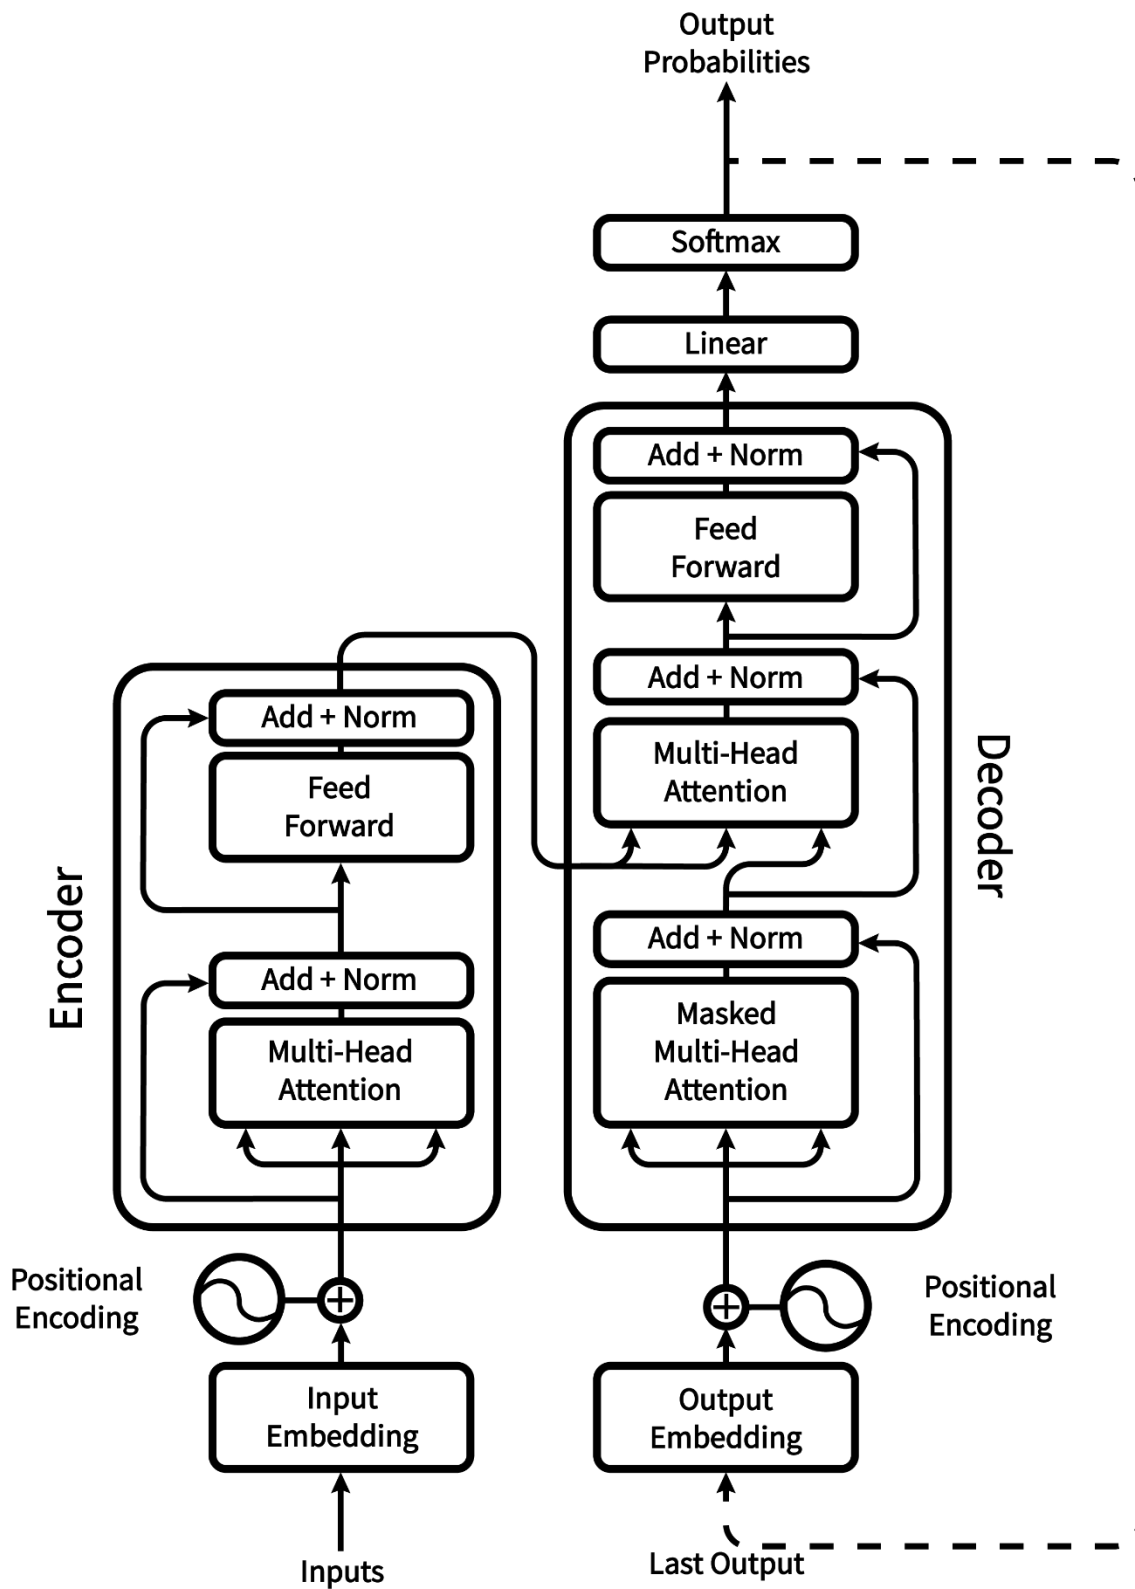 Output
Probabilities
Softmax
Linear
Add + Norm
Feed
Forward
Add + Norm
Multi-Head
Attention
Decoder
Add + Norm
Masked
Multi-Head
Attention
Add + Norm
Feed
Forward
Encoder
Add + Norm
Multi-Head
Attention
Positional
Encoding
Positional
Encoding
Input
Embedding
Output
Embedding
Inputs
Last Output